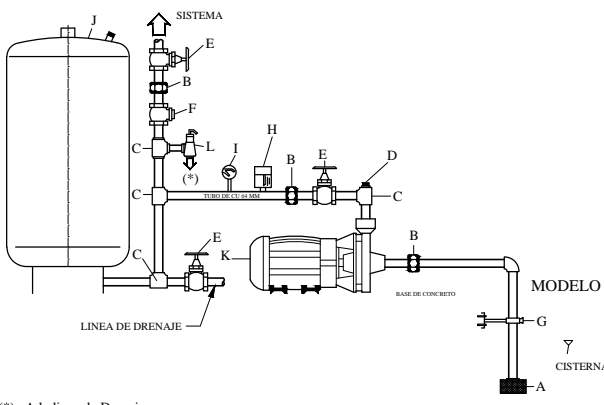 J
SISTEMA
E
B
F
C
L
I
H
B
E
D
(*)
C
TUBO DE CU 64 MM
C
C
E
K
B
BASE DE CONCRETO
MODELO
LINEA DE DRENAJE
G
CISTERNA
A
(*)